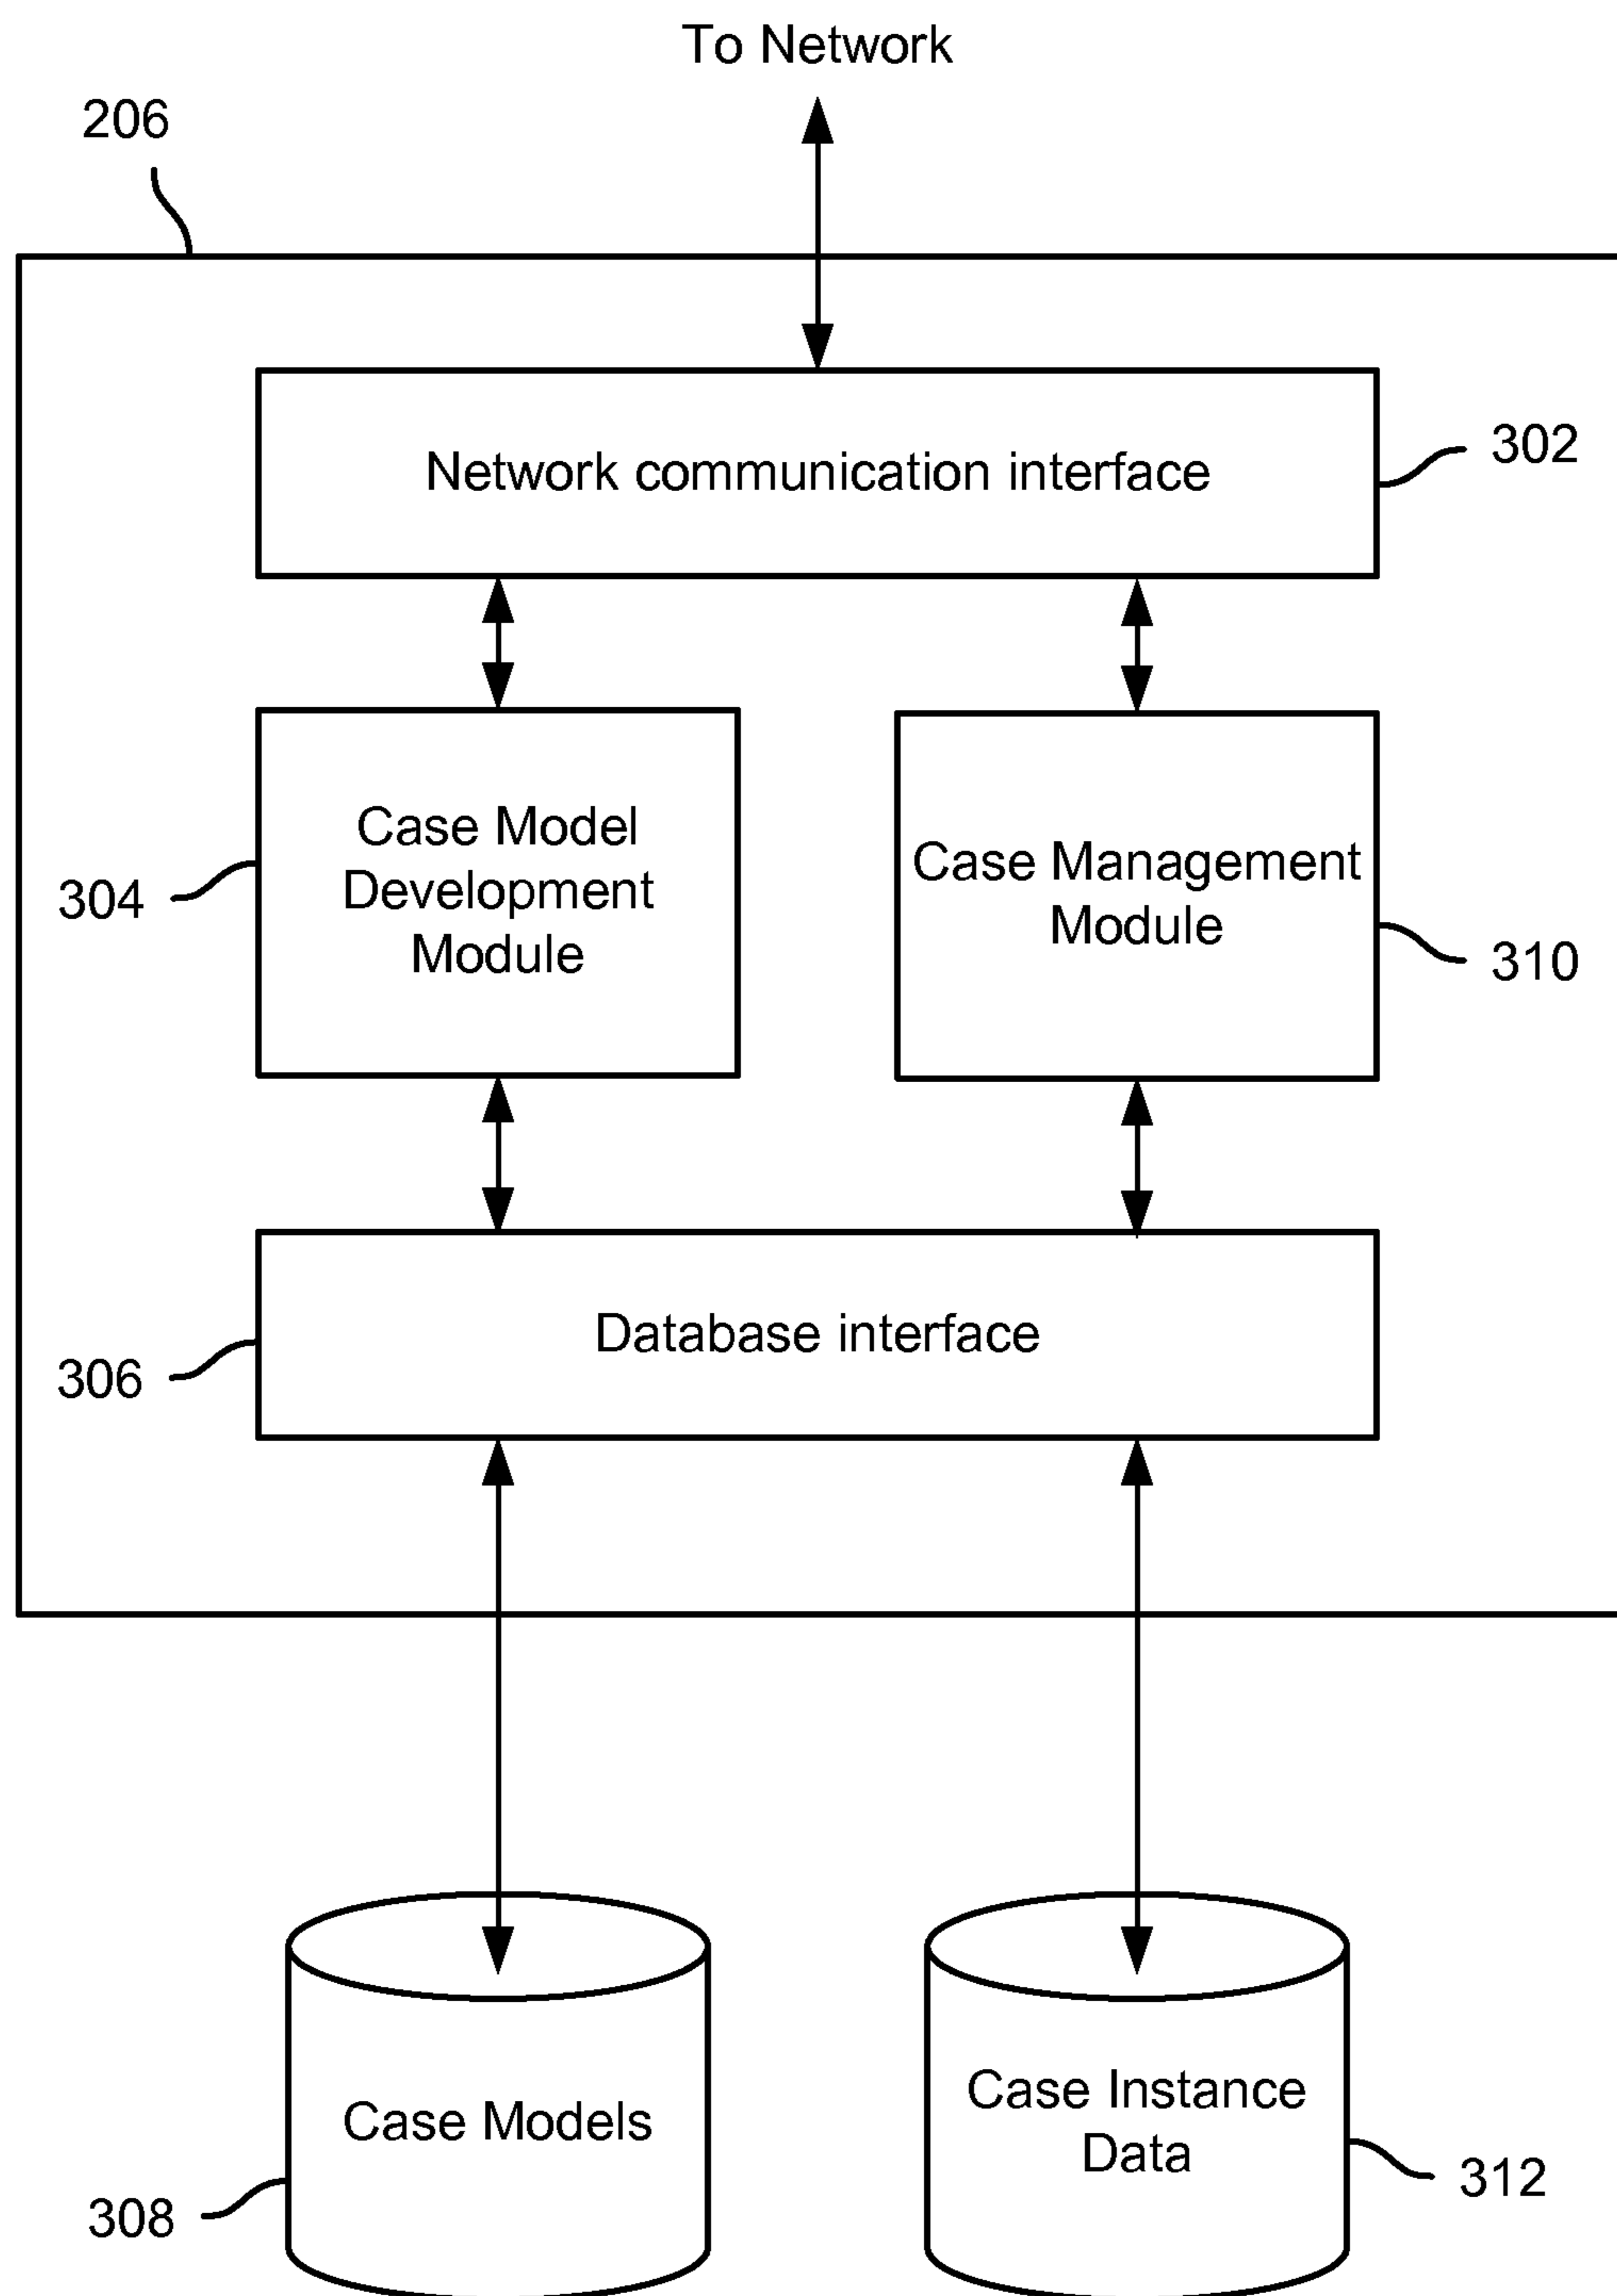 To Network
206
Network communication interface
302
Case Model
Development
Module
304
Case Management
Module
310
Database interface
306
Case Models
308
Case Instance
Data
312